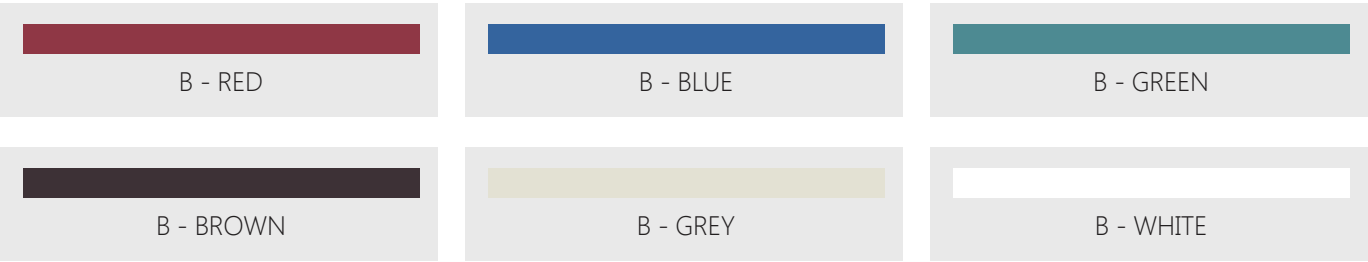 B - RED
B - BLUE
B - GREEN
B - BROWN
B - GREY
B - WHITE